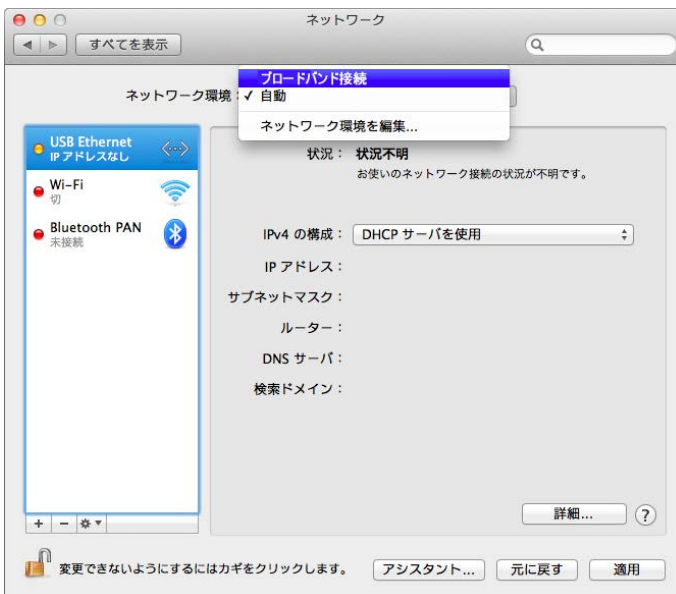 ネットワーク
すべてを表示
ブロードバンド接続
ネットワーク環境：✓ 自動
ネットワーク環境を編集...
USB Ethernet
IP アドレスなし
Wi-Fi
切
Bluetooth PAN
未接続
状況： 状況不明
お使いのネットワーク接続の状況が不明です。
IPv4 の構成： DHCP サーバを使用
IP アドレス：
サブネットマスク：
ルーター：
DNS サーバ：
検索ドメイン：
詳細... ?
+ −
変更できないようにするにはカギをクリックします。
アシスタント... 元に戻す 適用